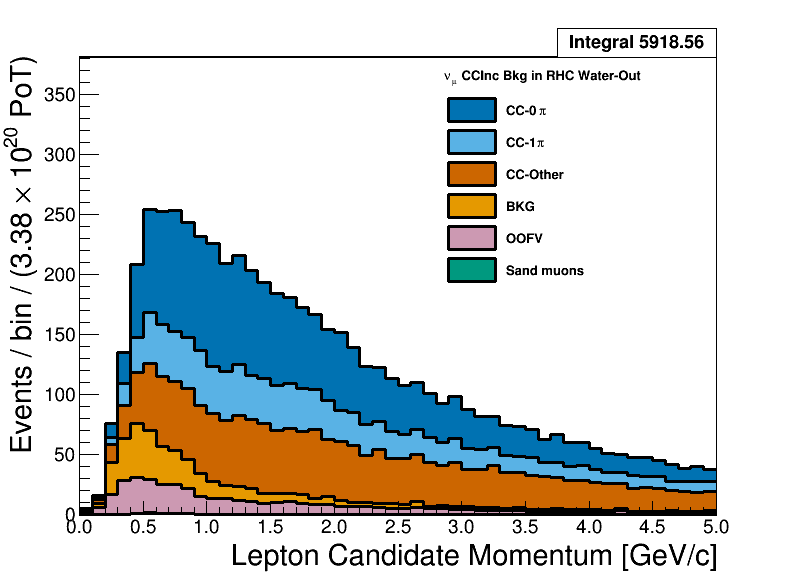 Integral 5918.56
ν_μ CCInc Bkg in RHC Water-Out
CC-0π
CC-1π
CC-Other
BKG
OOFV
Sand muons
Events / bin / (3.38 × 10^20 PoT)
350
300
250
200
150
100
50
0
0.0 0.5 1.0 1.5 2.0 2.5 3.0 3.5 4.0 4.5 5.0
Lepton Candidate Momentum [GeV/c]